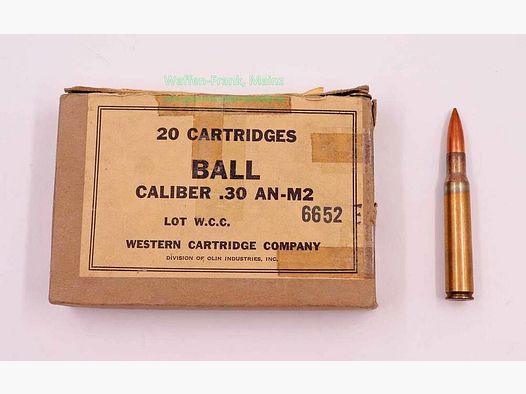 Waffen-Frank, Mainz
20 CARTRIDGES
BALL
CALIBER .30 AN-M2
LOT W.C.C. 6652
WESTERN CARTRIDGE COMPANY
DIVISION OF OLIN INDUSTRIES, INC.